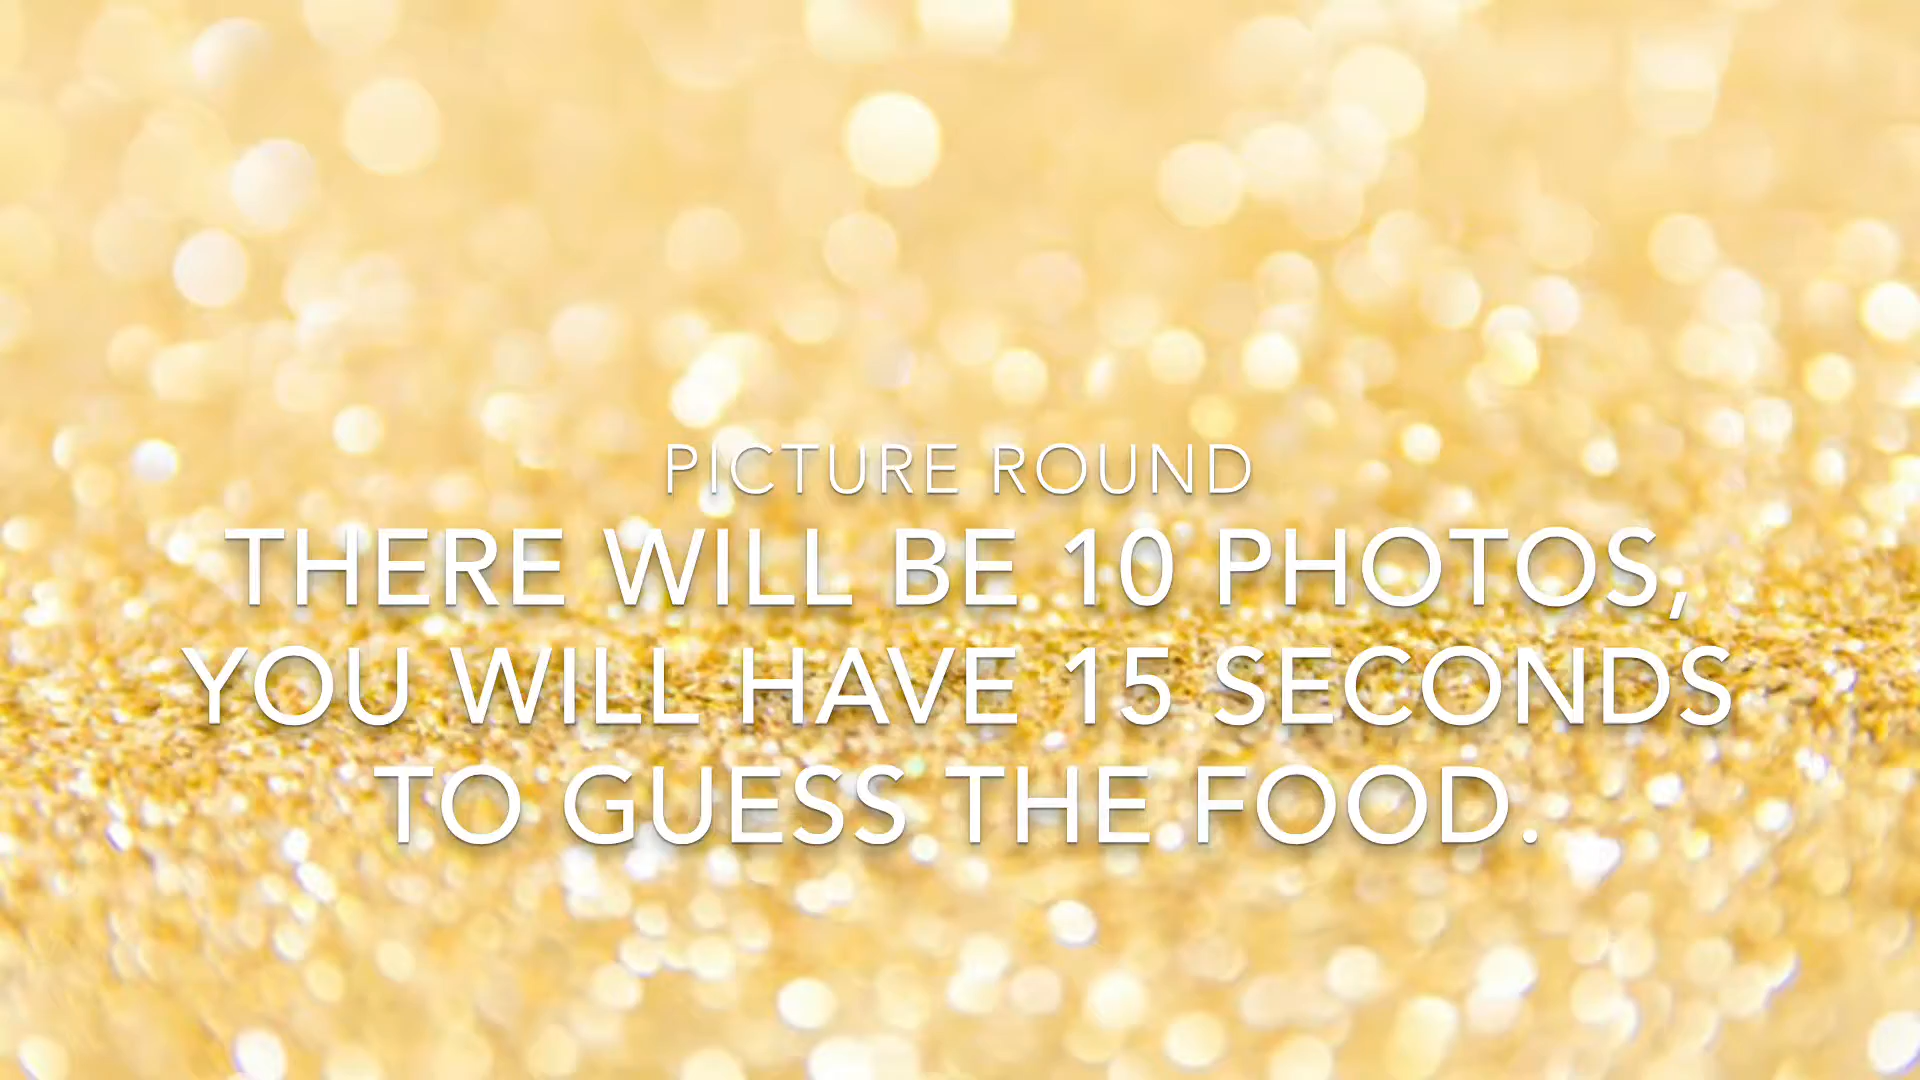 PICTURE ROUND
THERE WILL BE 10 PHOTOS,
YOU WILL HAVE 15 SECONDS
TO GUESS THE FOOD.